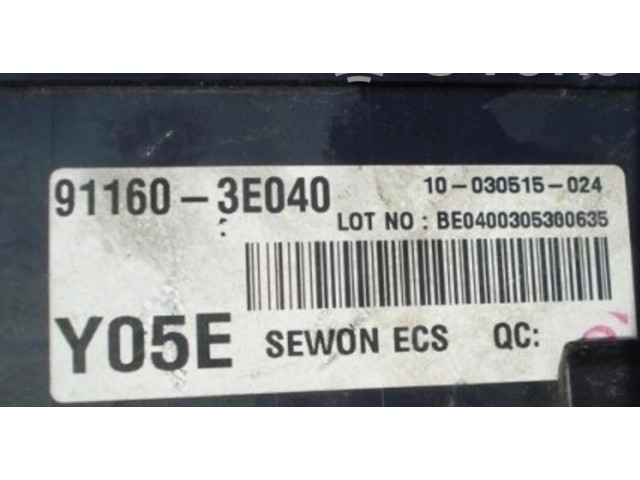 91160-3E040
10-030515-024
LOT NO : BE0400305300635
Y05E
SEWON ECS QC: